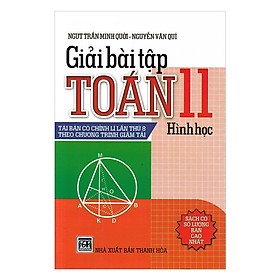 NGƯT TRẦN MINH QUỚI - NGUYỄN VĂN QUÍ
Giải bài tập
TOÁN 11
Hình học
TÁI BẢN CÓ CHỈNH LÍ LẦN THỨ 8
THEO CHƯƠNG TRÌNH GIẢM TẢI
A
M
D
E
SÁCH CÓ
SỐ LƯỢNG
BÁN
CAO
NHẤT
NHÀ XUẤT BẢN THANH HÓA